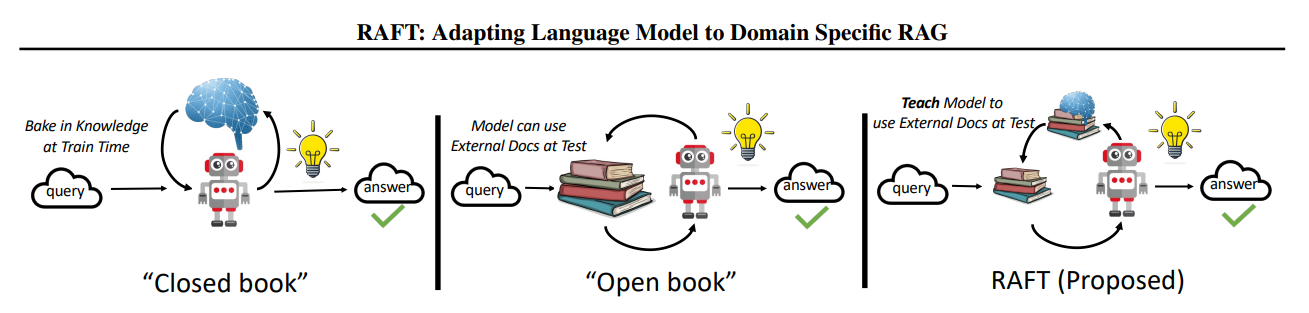 RAFT: Adapting Language Model to Domain Specific RAG
Bake in Knowledge
at Train Time
query
answer
“Closed book”
Model can use
External Docs at Test
query
answer
“Open book”
Teach Model to
use External Docs at Test
query
answer
RAFT (Proposed)